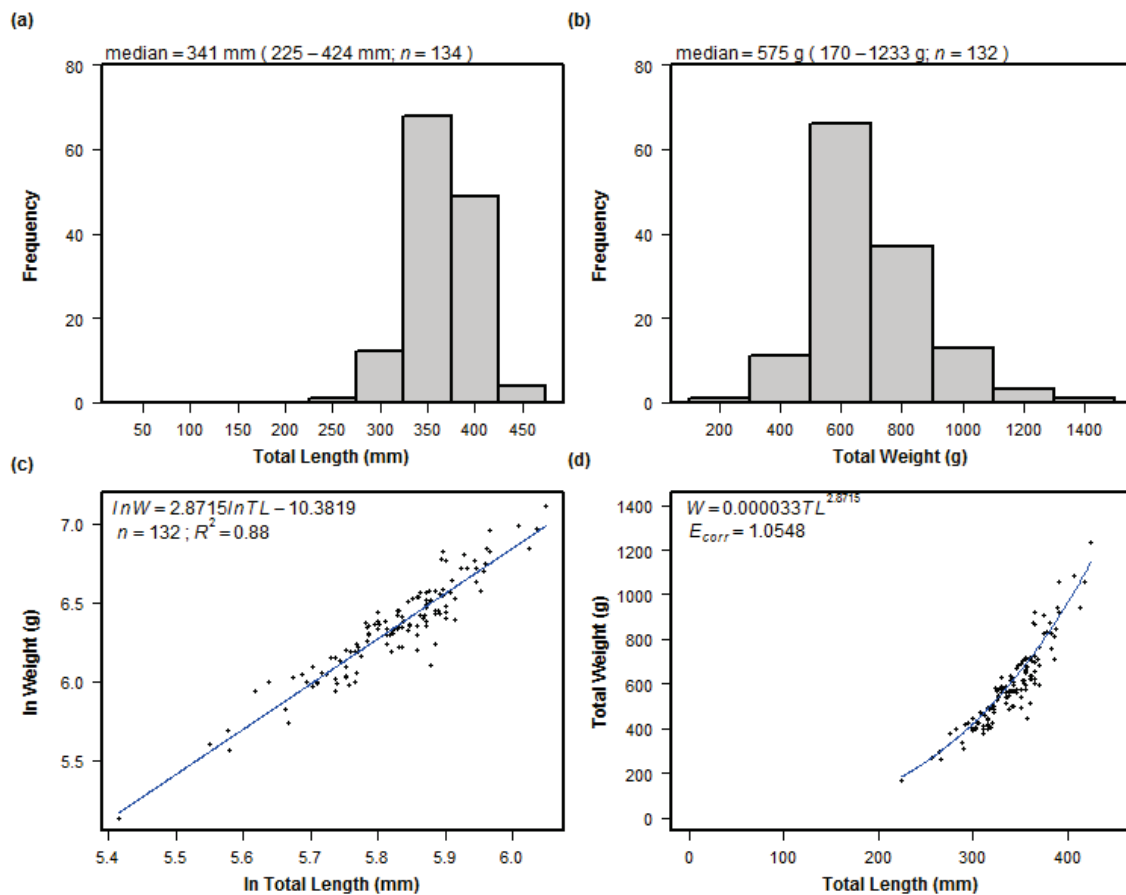 (a)
median = 341 mm ( 225 – 424 mm; n = 134 )
80
60
40
20
0
Frequency
50 100 150 200 250 300 350 400 450
Total Length (mm)
(b)
median = 575 g ( 170 – 1233 g; n = 132 )
80
60
40
20
0
Frequency
200 400 600 800 1000 1200 1400
Total Weight (g)
(c)
lnW = 2.8715lnTL – 10.3819
n = 132 ; R² = 0.88
7.0
6.5
6.0
5.5
ln Weight (g)
5.4 5.5 5.6 5.7 5.8 5.9 6.0
ln Total Length (mm)
(d)
W = 0.000033TL^2.8715
E_corr = 1.0548
1400
1200
1000
800
600
400
200
0
Total Weight (g)
0 100 200 300 400
Total Length (mm)